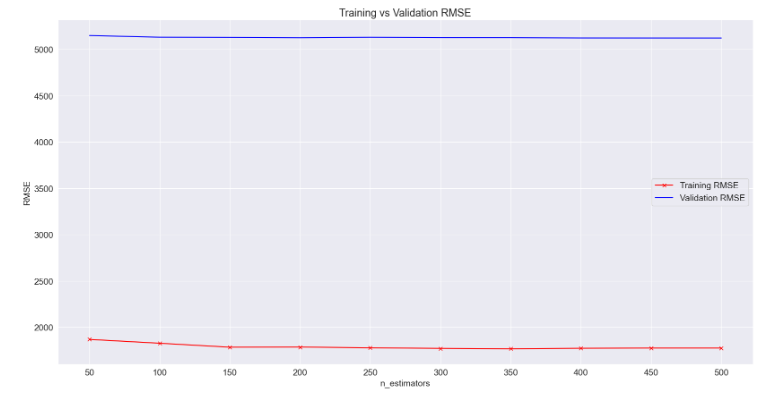 Training vs Validation RMSE
5000
4500
4000
3500
3000
2500
2000
RMSE
Training RMSE
Validation RMSE
50 100 150 200 250 300 350 400 450 500
n_estimators